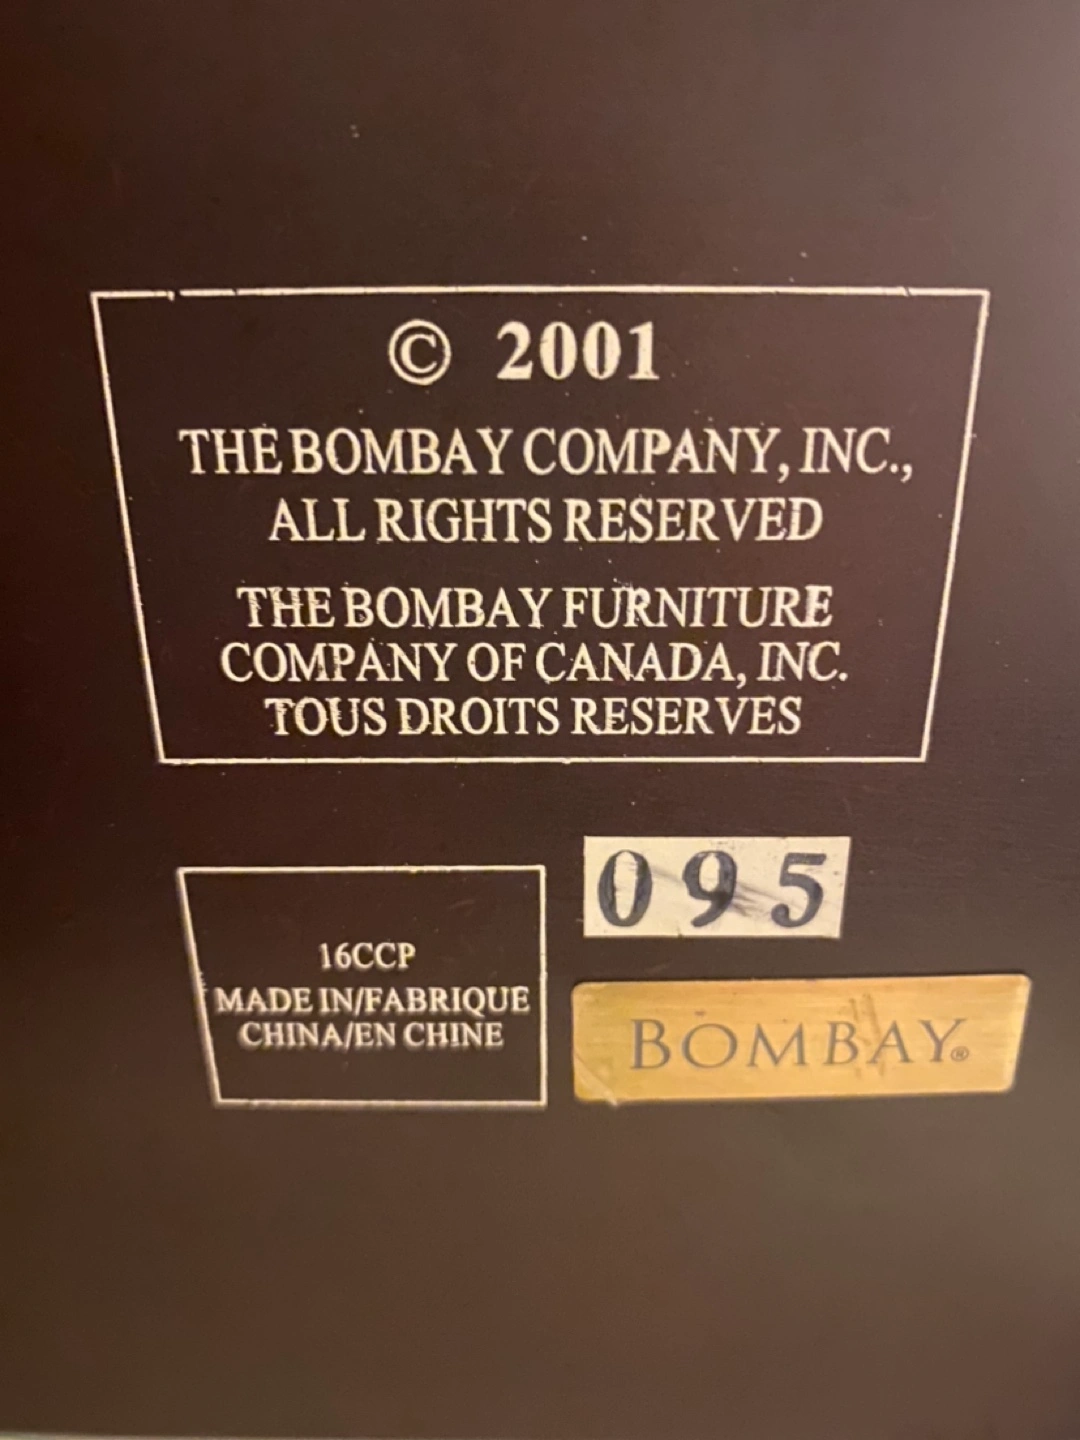 © 2001
THE BOMBAY COMPANY, INC.,
ALL RIGHTS RESERVED
THE BOMBAY FURNITURE
COMPANY OF CANADA, INC.
TOUS DROITS RESERVES
095
16CCP
MADE IN/FABRIQUE
CHINA/EN CHINE
BOMBAY®